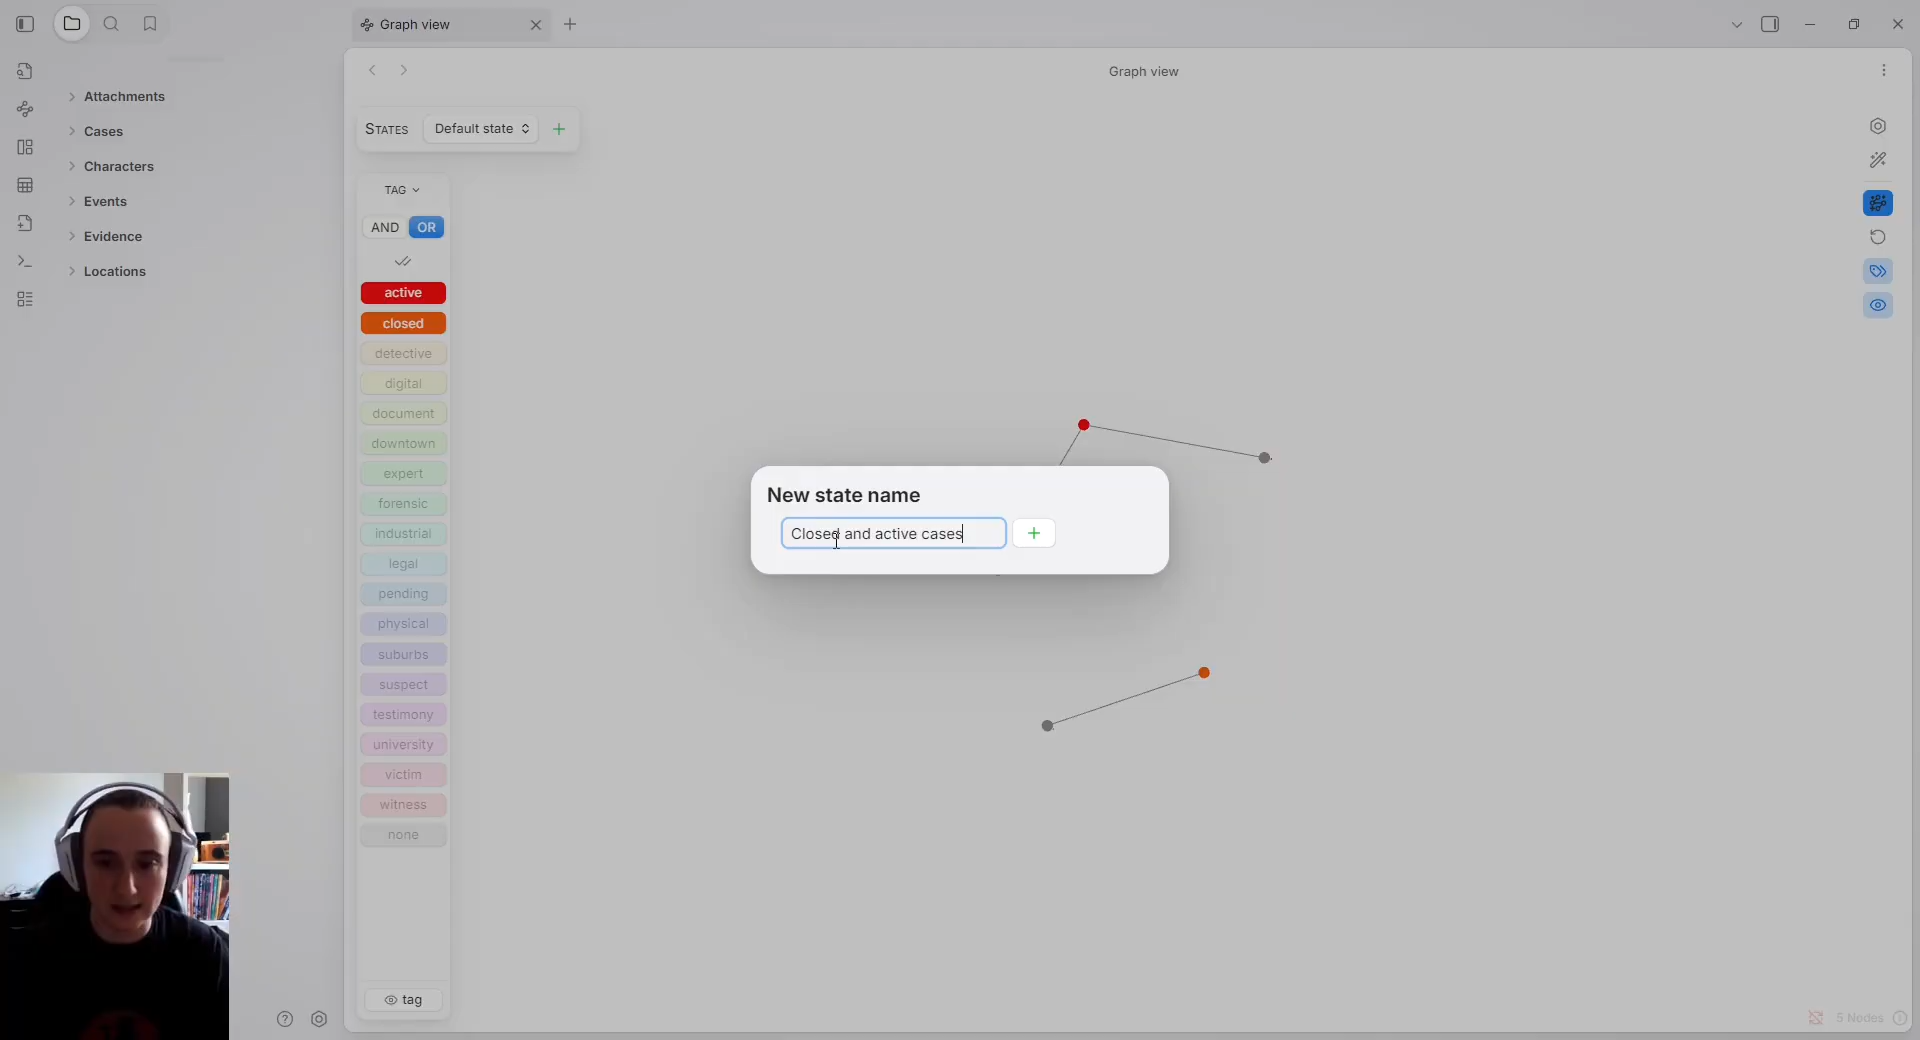 Graph view
Graph view
Attachments
Cases
Characters
Events
Evidence
Locations
STATES
Default state
TAG
AND
OR
active
closed
detective
digital
document
downtown
expert
forensic
industrial
legal
pending
physical
suburbs
suspect
testimony
university
victim
witness
none
tag
New state name
Closed and active cases
5 Nodes